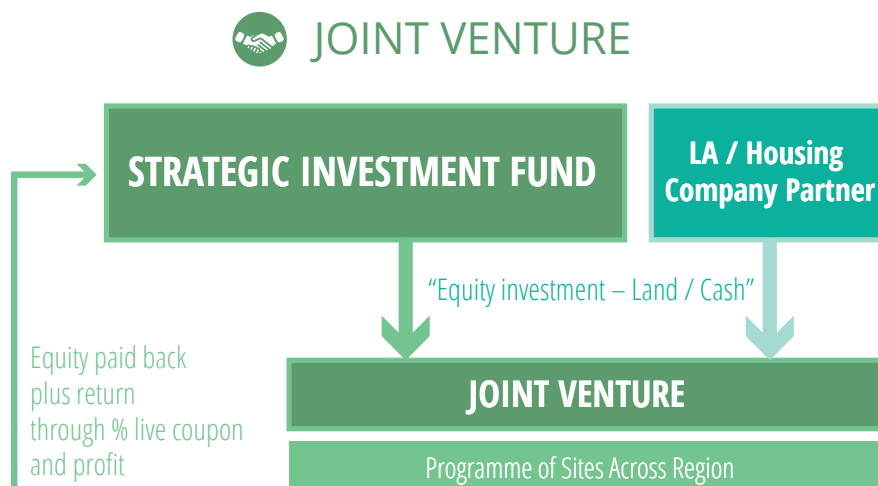 JOINT VENTURE
STRATEGIC INVESTMENT FUND
LA / Housing
Company Partner
“Equity investment – Land / Cash”
Equity paid back
plus return
through % live coupon
and profit
JOINT VENTURE
Programme of Sites Across Region